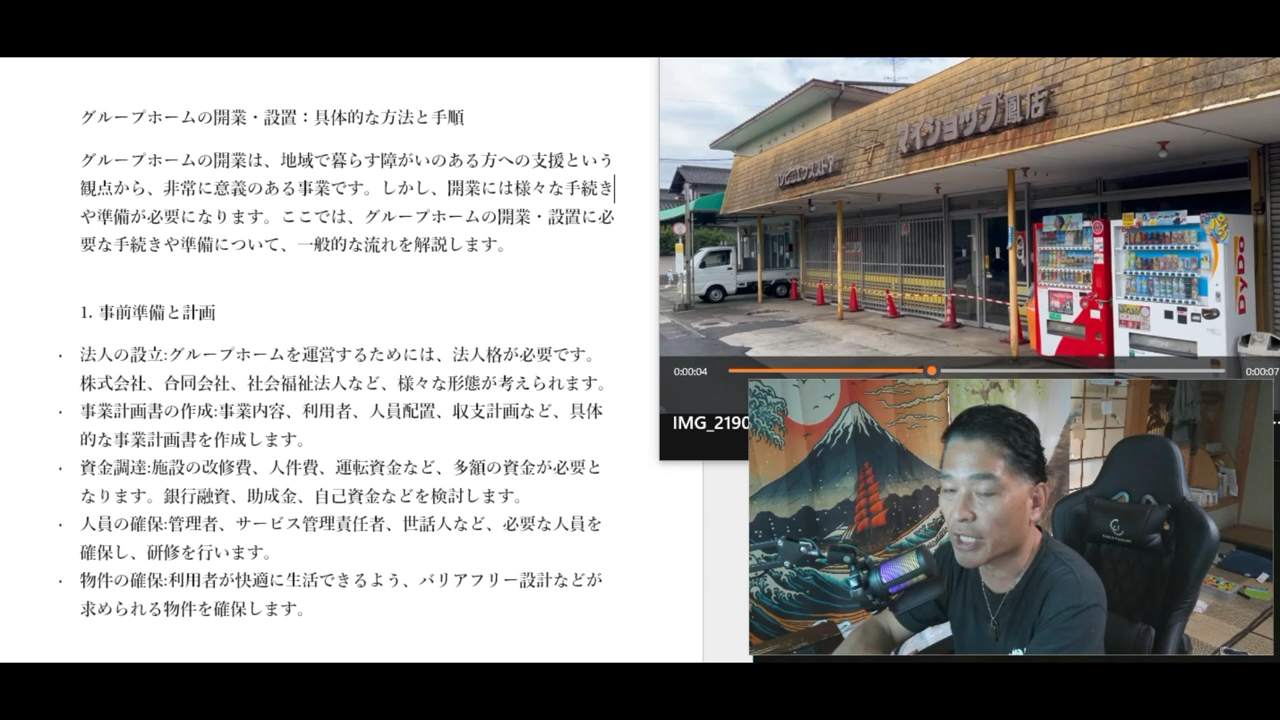 グループホームの開業・設置：具体的な方法と手順
グループホームの開業は、地域で暮らす障がいのある方への支援という
観点から、非常に意義のある事業です。しかし、開業には様々な手続き
や準備が必要になります。ここでは、グループホームの開業・設置に必
要な手続きや準備について、一般的な流れを解説します。
1. 事前準備と計画
・ 法人の設立:グループホームを運営するためには、法人格が必要です。
株式会社、合同会社、社会福祉法人など、様々な形態が考えられます。
・ 事業計画書の作成:事業内容、利用者、人員配置、収支計画など、具体
的な事業計画書を作成します。
・ 資金調達:施設の改修費、人件費、運転資金など、多額の資金が必要と
なります。銀行融資、助成金、自己資金などを検討します。
・ 人員の確保:管理者、サービス管理責任者、世話人など、必要な人員を
確保し、研修を行います。
・ 物件の確保:利用者が快適に生活できるよう、バリアフリー設計などが
求められる物件を確保します。
マイショップ鳳店
DyDo
0:00:04
0:00:07
IMG_2190